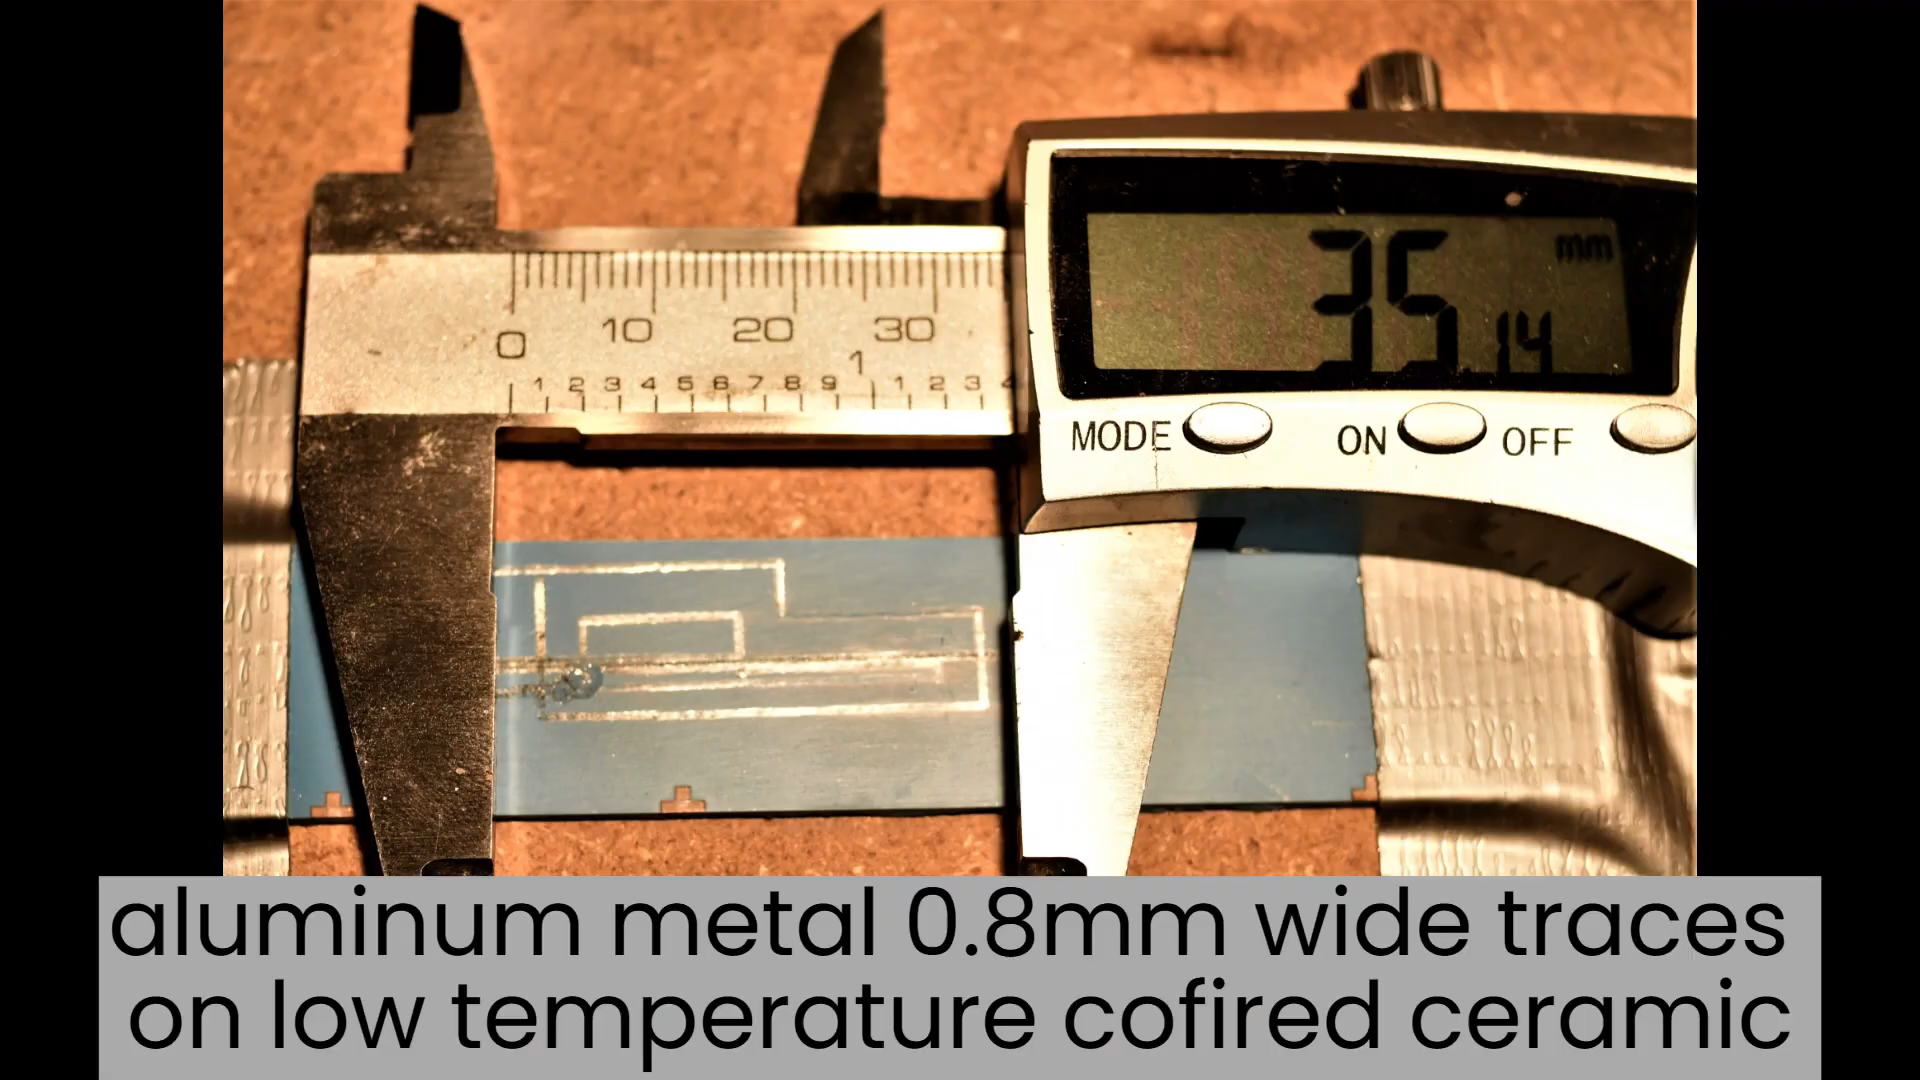 mm
35.14
0 10 20 30
1
1 2 3 4 5 6 7 8 9 1 2 3 4
MODE ON OFF
aluminum metal 0.8mm wide traces
on low temperature cofired ceramic